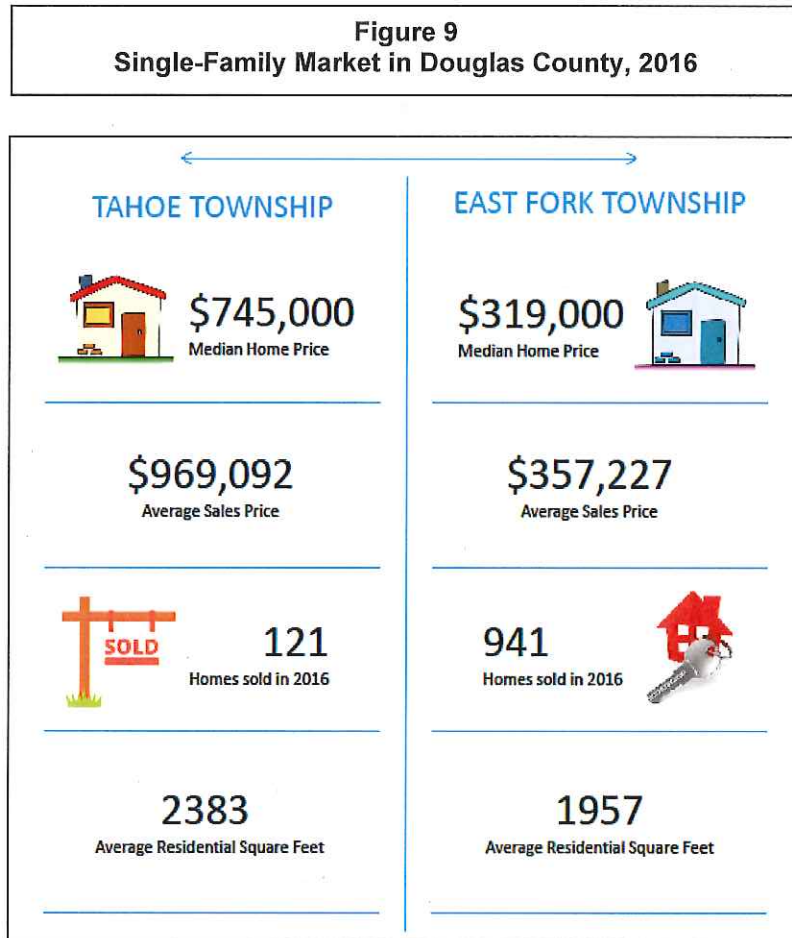 Figure 9
Single-Family Market in Douglas County, 2016
TAHOE TOWNSHIP
$745,000
Median Home Price
$969,092
Average Sales Price
SOLD
121
Homes sold in 2016
2383
Average Residential Square Feet
EAST FORK TOWNSHIP
$319,000
Median Home Price
$357,227
Average Sales Price
941
Homes sold in 2016
1957
Average Residential Square Feet